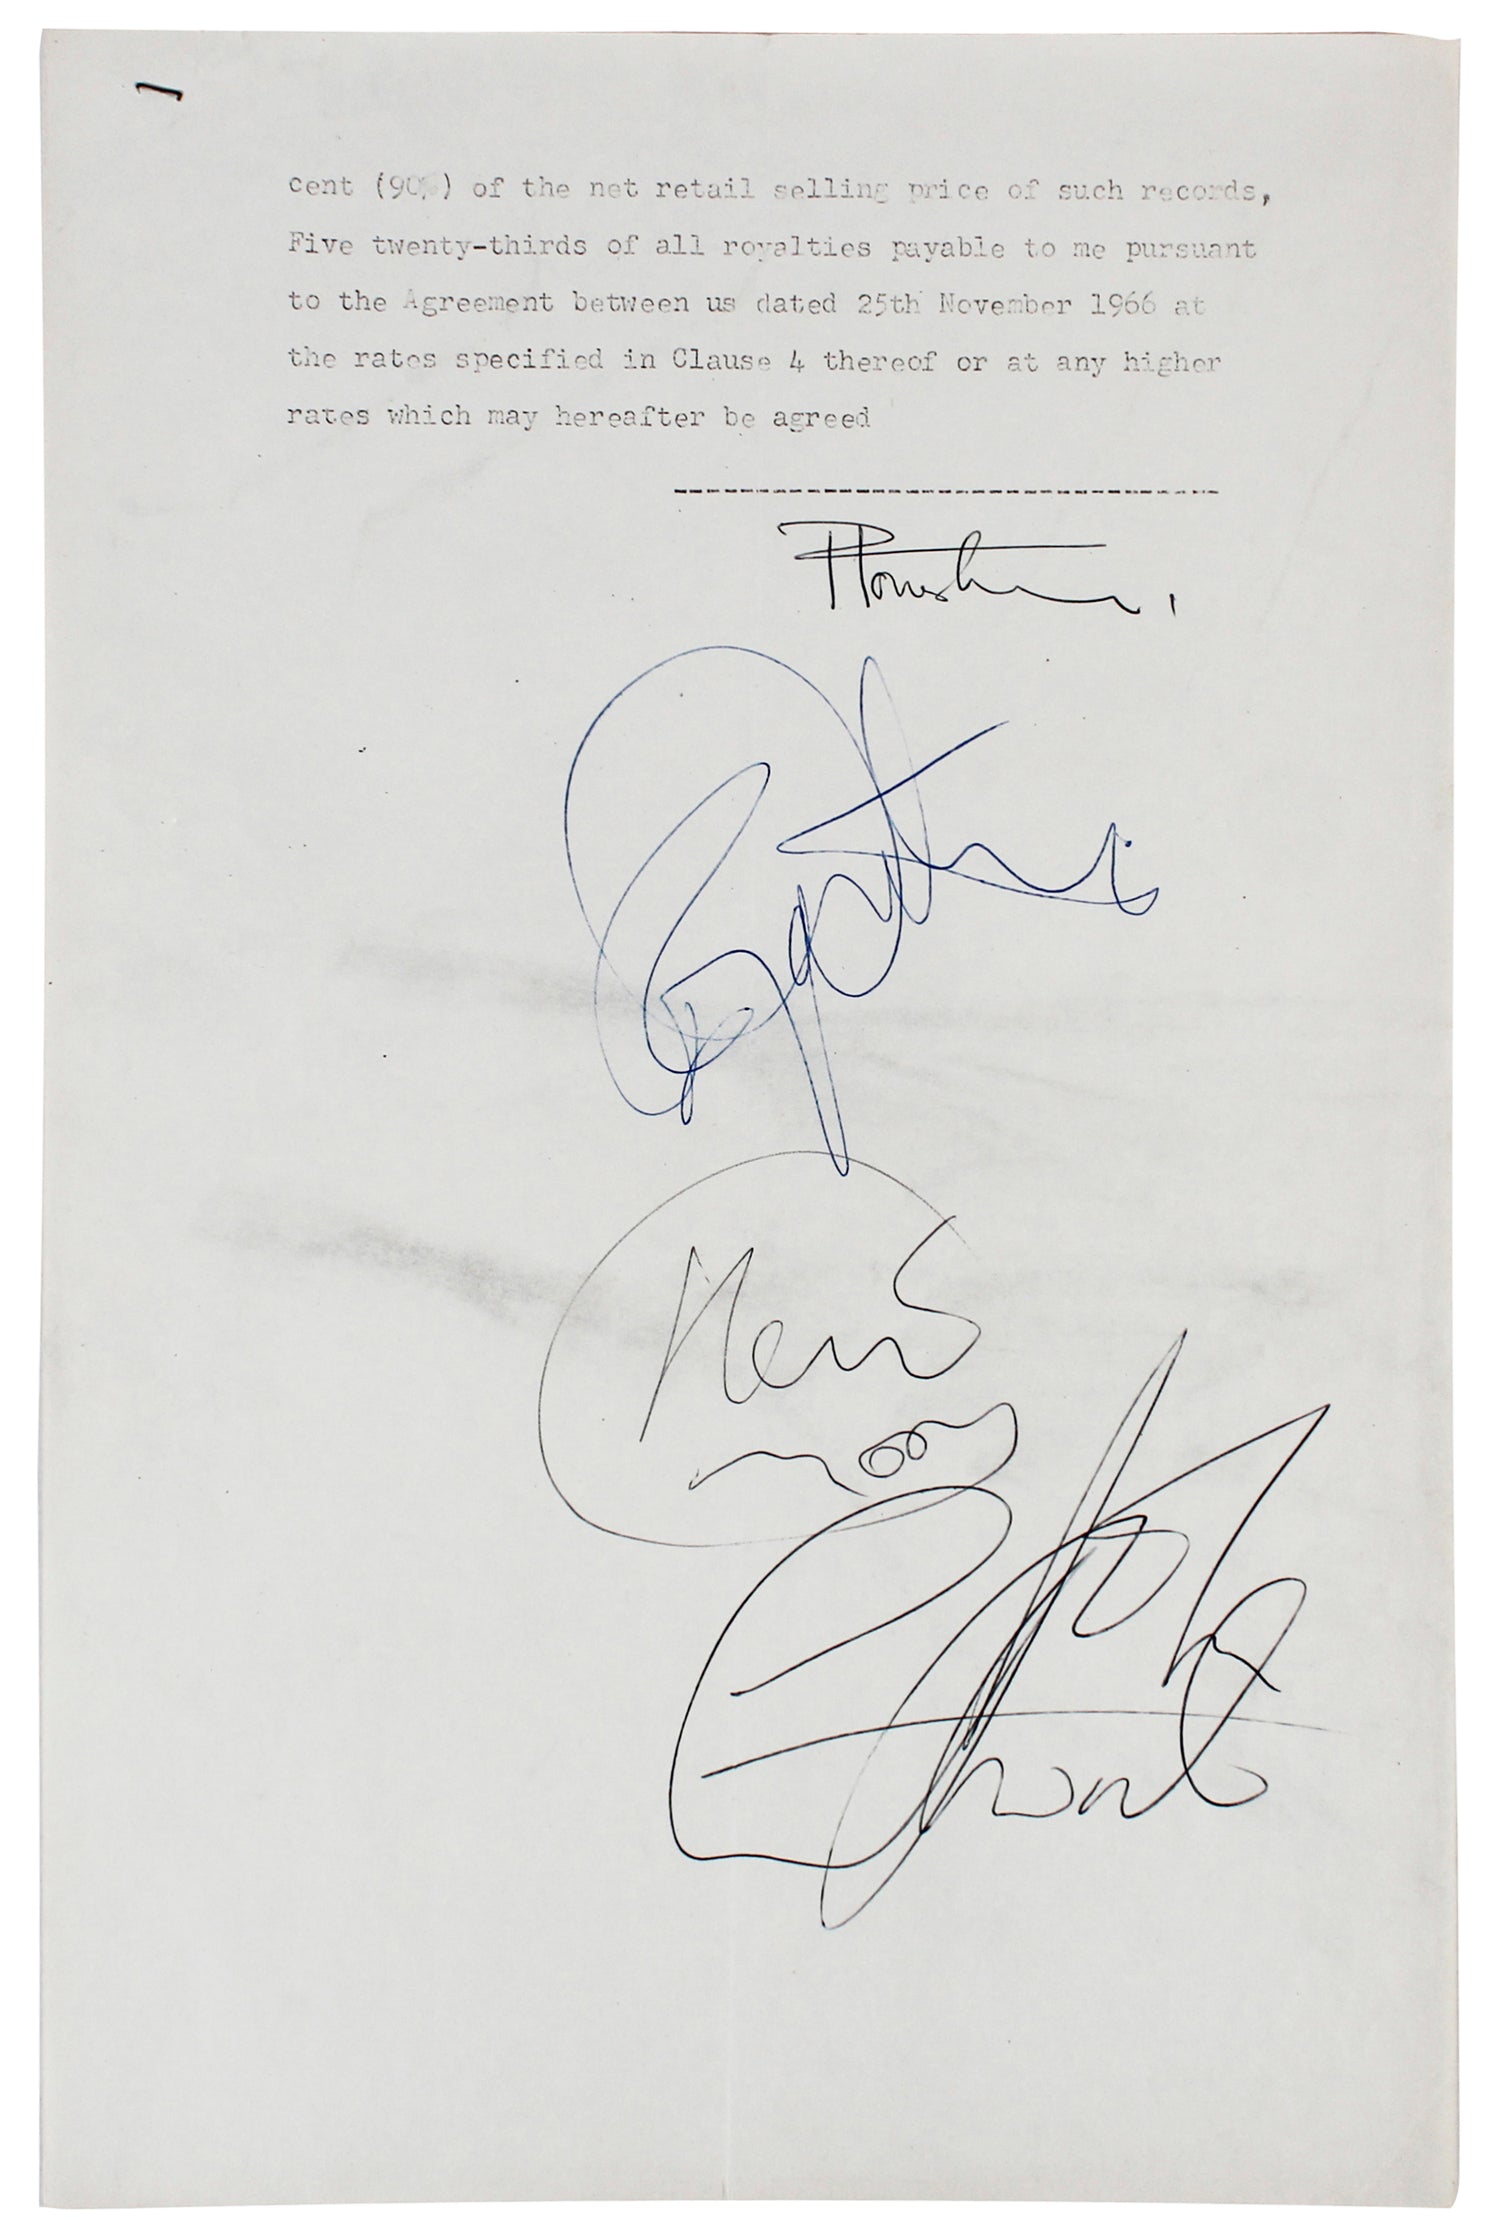 cent (90%) of the net retail selling price of such records,
Five twenty-thirds of all royalties payable to me pursuant
to the Agreement between us dated 25th November 1966 at
the rates specified in Clause 4 thereof or at any higher
rates which may hereafter be agreed
Keith
moon